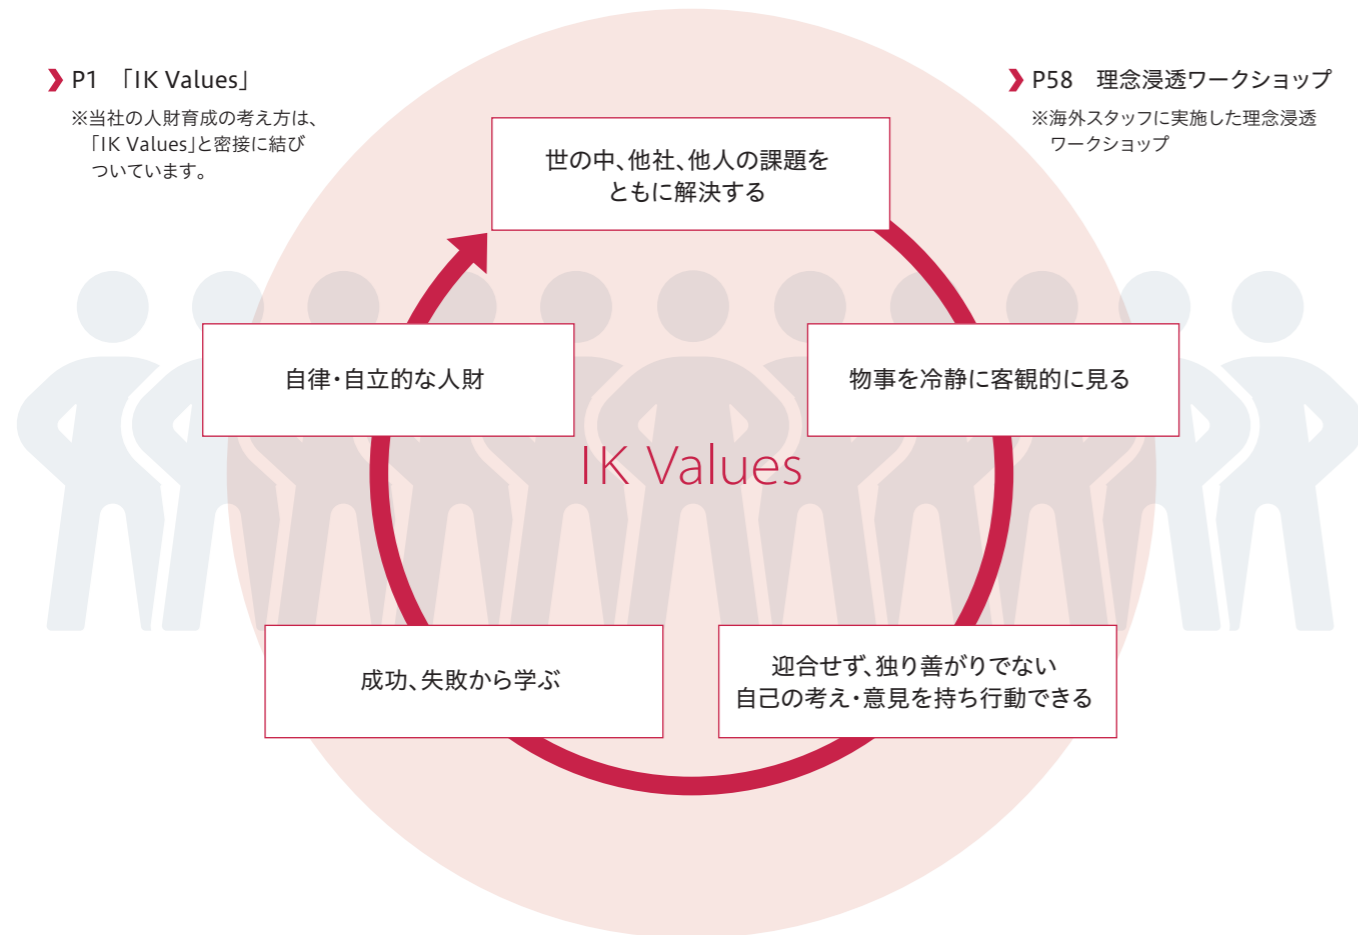 P1 「IK Values」
※当社の人財育成の考え方は、
「IK Values」と密接に結び
ついています。
P58 理念浸透ワークショップ
※海外スタッフに実施した理念浸透
ワークショップ
世の中、他社、他人の課題を
ともに解決する
自律・自立的な人財
物事を冷静に客観的に見る
IK Values
成功、失敗から学ぶ
迎合せず、独り善がりでない
自己の考え・意見を持ち行動できる